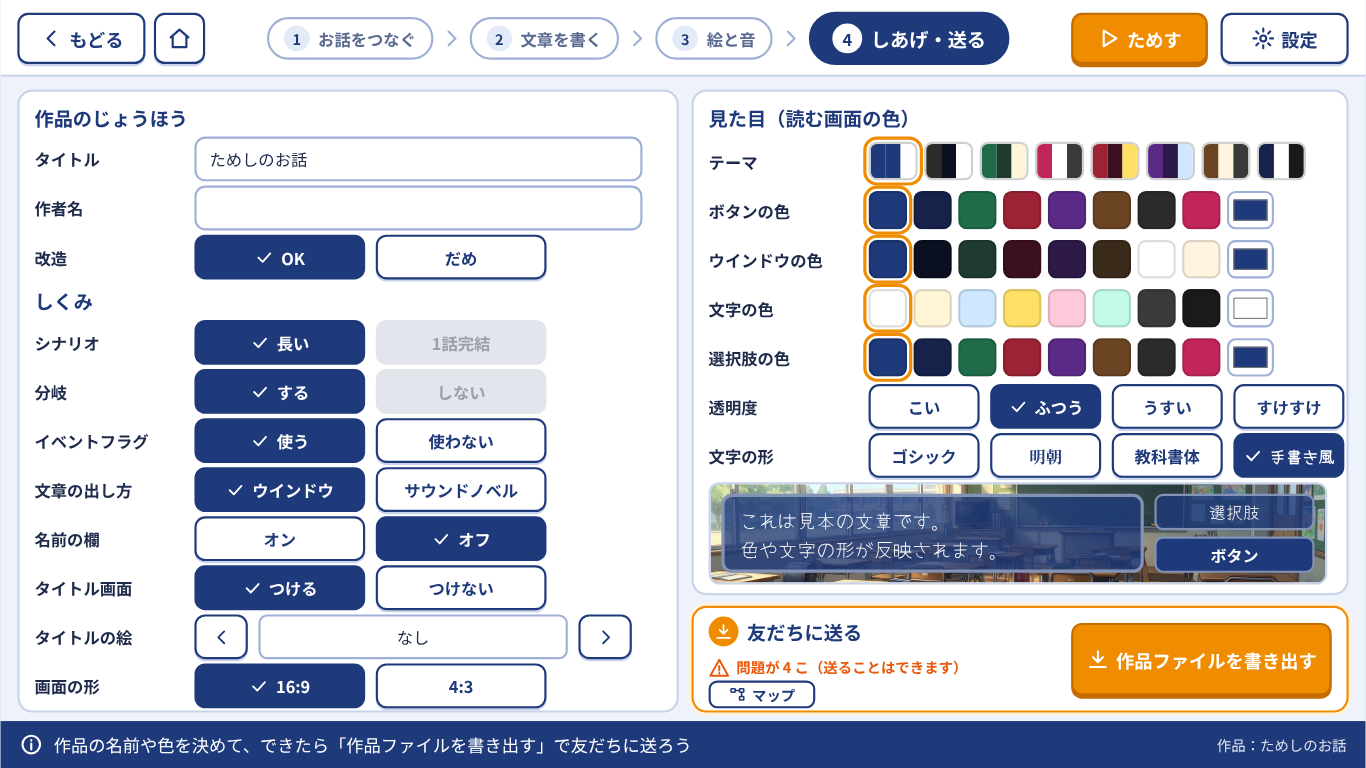 もどる
1 お話をつなぐ
2 文章を書く
3 絵と音
4 しあげ・送る
ためす
設定
作品のじょうほう
タイトル ためしのお話
作者名
改造 OK だめ
しくみ
シナリオ 長い 1話完結
分岐 する しない
イベントフラグ 使う 使わない
文章の出し方 ウインドウ サウンドノベル
名前の欄 オン オフ
タイトル画面 つける つけない
タイトルの絵 なし
画面の形 16:9 4:3
見た目（読む画面の色）
テーマ
ボタンの色
ウインドウの色
文字の色
選択肢の色
透明度 こい ふつう うすい すけすけ
文字の形 ゴシック 明朝 教科書体 手書き風
これは見本の文章です。
色や文字の形が反映されます。
選択肢
ボタン
友だちに送る
問題が４こ（送ることはできます）
マップ
作品ファイルを書き出す
作品の名前や色を決めて、できたら「作品ファイルを書き出す」で友だちに送ろう
作品：ためしのお話